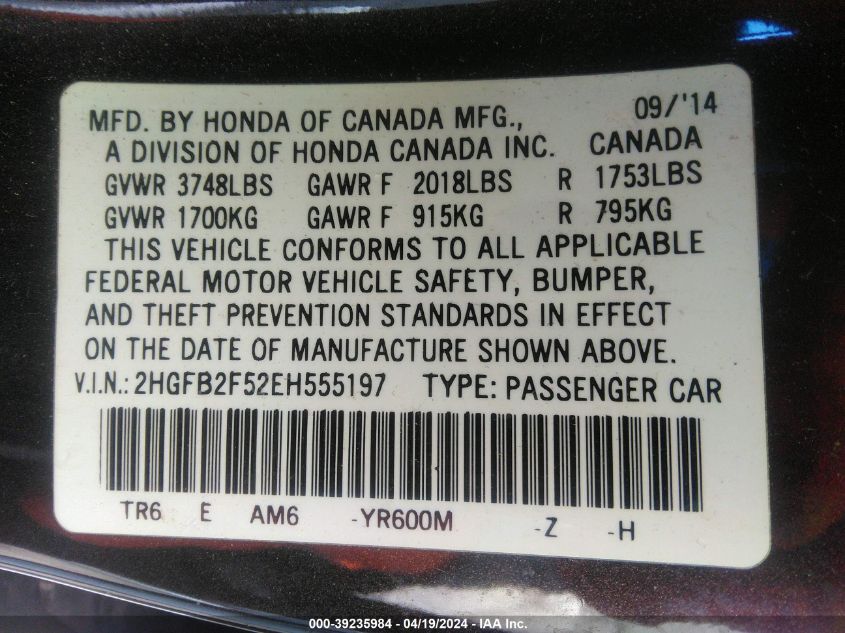 MFD. BY HONDA OF CANADA MFG., 09/'14
A DIVISION OF HONDA CANADA INC. CANADA
GVWR 3748LBS GAWR F 2018LBS R 1753LBS
GVWR 1700KG GAWR F 915KG R 795KG
THIS VEHICLE CONFORMS TO ALL APPLICABLE
FEDERAL MOTOR VEHICLE SAFETY, BUMPER,
AND THEFT PREVENTION STANDARDS IN EFFECT
ON THE DATE OF MANUFACTURE SHOWN ABOVE.
V.I.N.: 2HGFB2F52EH555197 TYPE: PASSENGER CAR
TR6 E AM6 -YR600M -Z -H
000-39235984 - 04/19/2024 - IAA Inc.